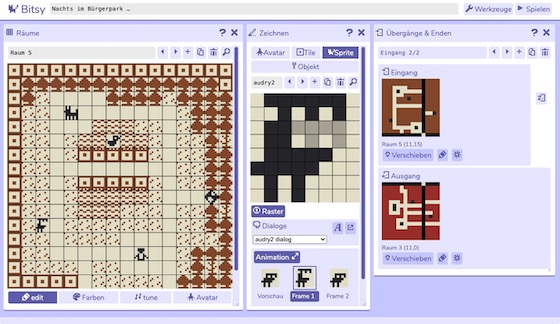 Bitsy
Nachts im Bürgerpark …
Werkzeuge
Spielen
Räume
Raum 5
edit
Farben
tune
Avatar
Zeichnen
Avatar
Tile
Sprite
Objekt
audry2
Raster
Dialoge
audry2 dialog
Animation
Vorschau
Frame 1
Frame 2
Übergänge & Enden
Eingang 2/2
Eingang
Raum 5 (11,15)
Verschieben
Ausgang
Raum 3 (11,0)
Verschieben